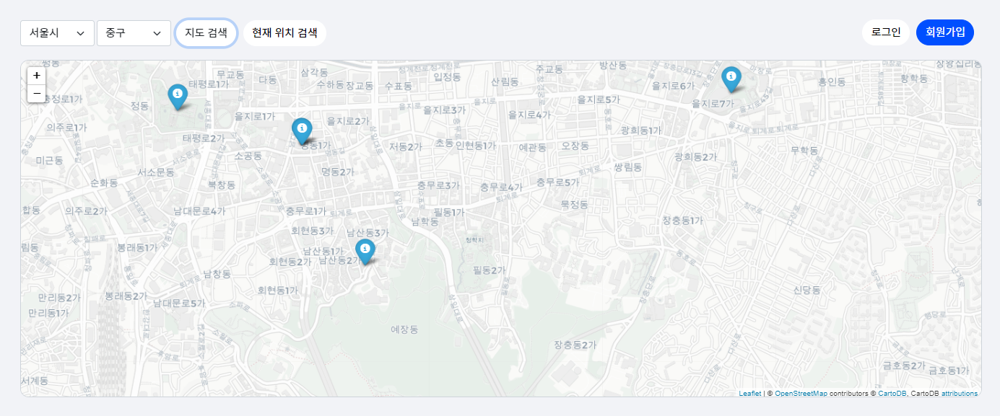 서울시 중구 지도 검색 현재 위치 검색 로그인 회원가입
+
−
무교동
삼각동
다동
태평로1가
수하동
장교동
수표동
입정동
산림동
주교동
방산동
을지로6가
흥인동
황학동
충정로1가
정동
을지로1가
을지로2가
을지로3가
을지로4가
을지로5가
을지로7가
의주로1가
태평로2가
명동1가
저동2가
초동
인현동1가
예관동
오장동
광희동1가
광희동2가
무학동
미근동
소공동
서소문동
명동2가
쌍림동
순화동
북창동
충무로3가
충무로4가
충무로5가
합동
의주로2가
남대문로4가
충무로1가
필동1가
묵정동
남학동
장충동1가
회현동3가
남산동3가
청학지
봉래동1가
남산동1가
회현동2가
남산동2가
필동2가
남창동
만리동2가
봉래동2가
남대문로5가
회현동1가
신당동
만리동1가
예장동
장충동2가
서계동
금호동2가
금호동1가
Leaflet | © OpenStreetMap contributors © CartoDB, CartoDB attributions